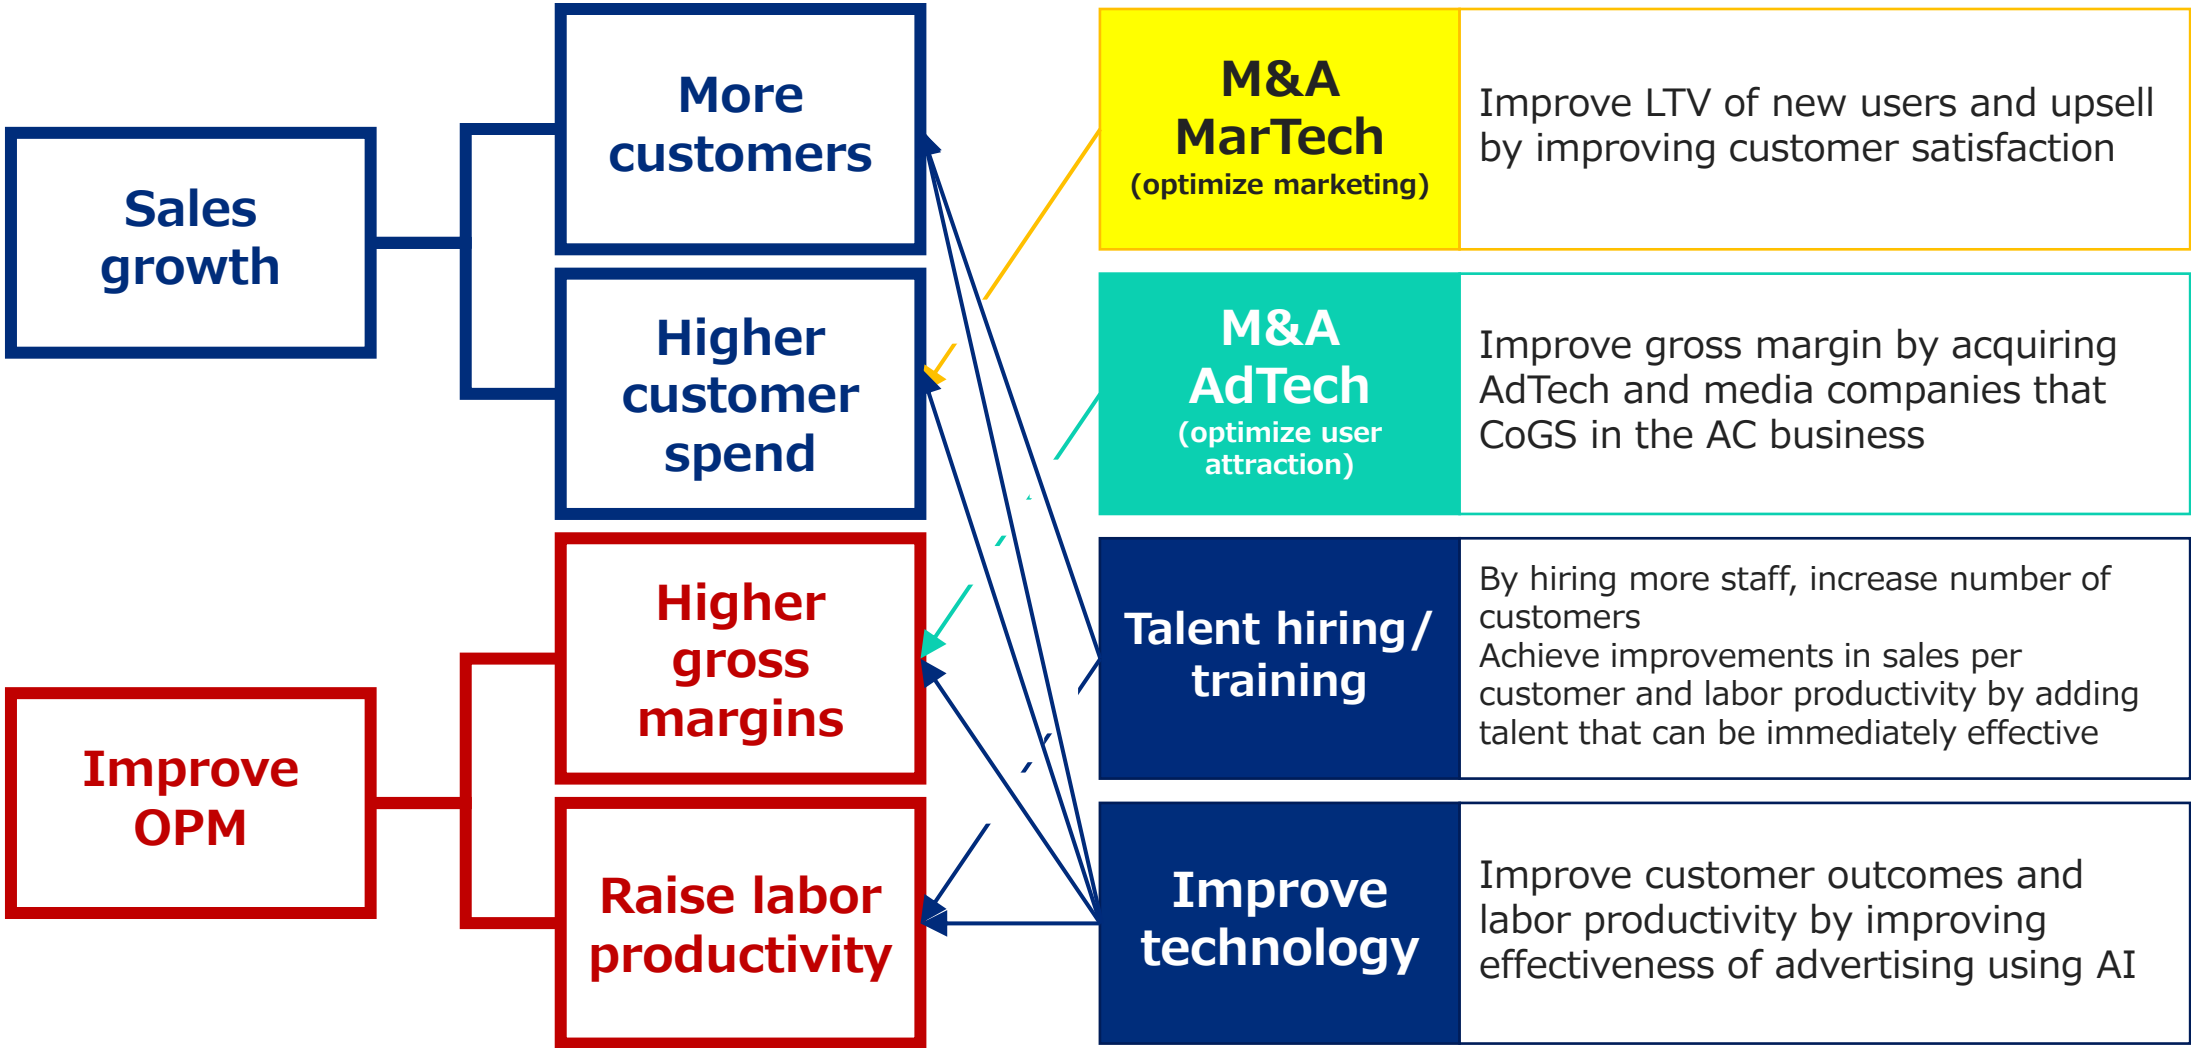 Sales
growth
More
customers
Higher
customer
spend
Improve
OPM
Higher
gross
margins
Raise labor
productivity
M&A
MarTech
(optimize marketing)
Improve LTV of new users and upsell
by improving customer satisfaction
M&A
AdTech
(optimize user
attraction)
Improve gross margin by acquiring
AdTech and media companies that
CoGS in the AC business
Talent hiring/
training
By hiring more staff, increase number of
customers
Achieve improvements in sales per
customer and labor productivity by adding
talent that can be immediately effective
Improve
technology
Improve customer outcomes and
labor productivity by improving
effectiveness of advertising using AI